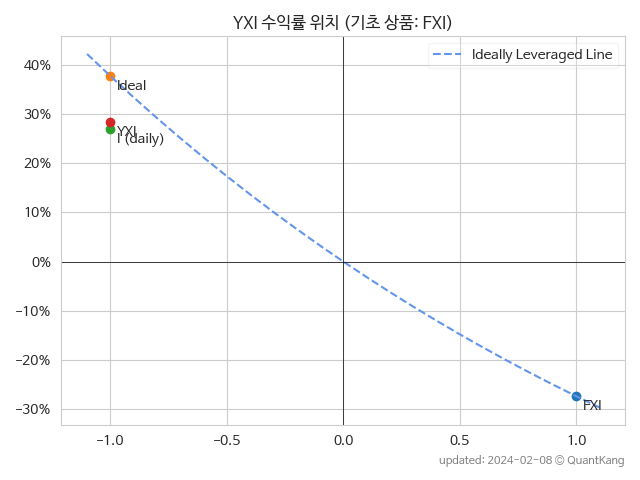 YXI 수익률 위치 (기초 상품: FXI)
Ideally Leveraged Line
40%
30%
20%
10%
0%
−10%
−20%
−30%
Ideal
YXI
I (daily)
FXI
−1.0
−0.5
0.0
0.5
1.0
updated: 2024-02-08 © QuantKang